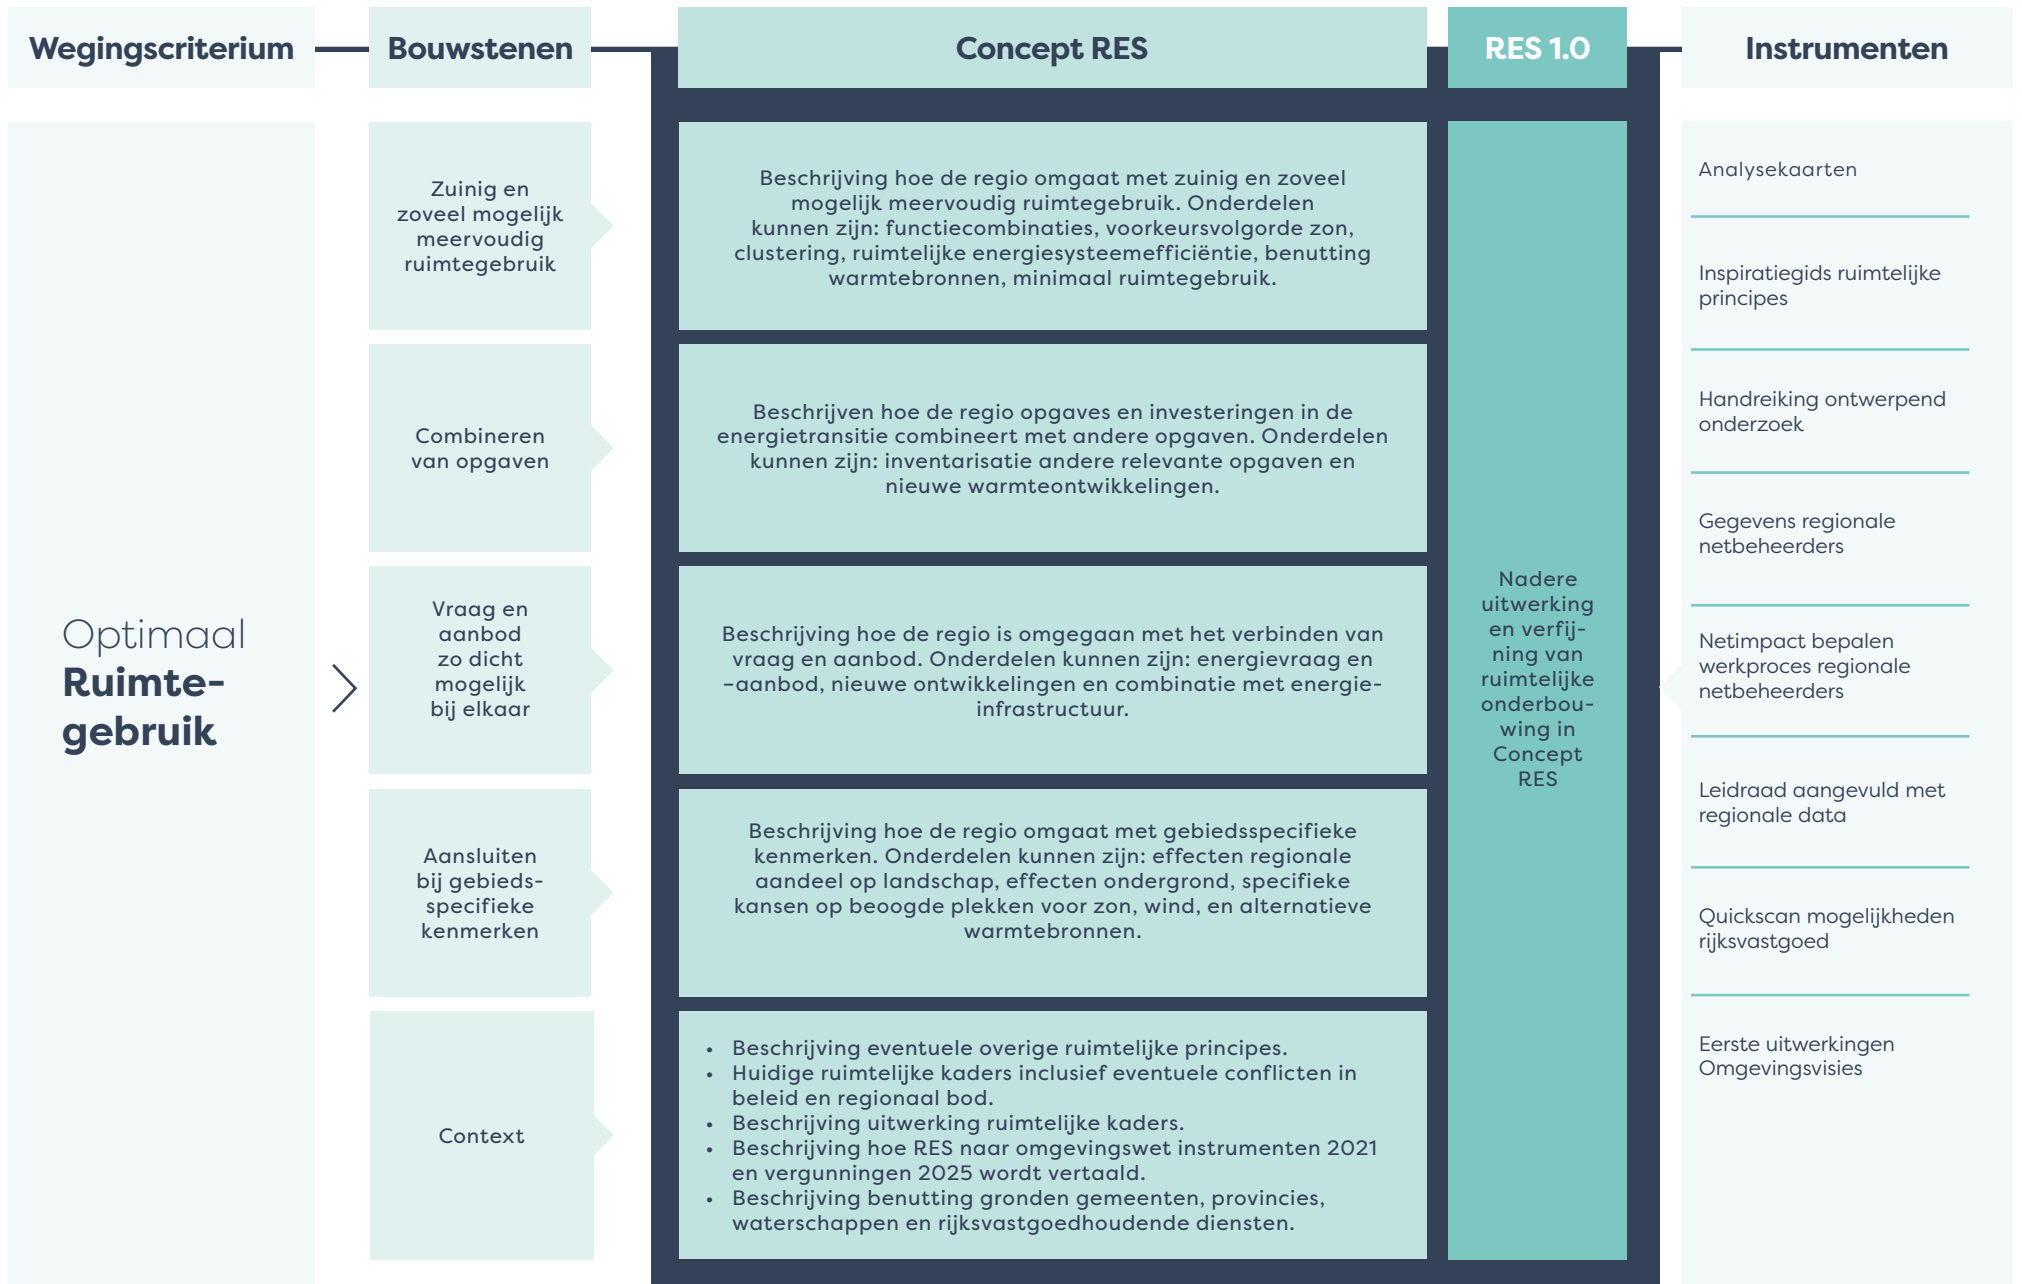 Wegingscriterium
Bouwstenen
Concept RES
RES 1.0
Instrumenten
Optimaal
Ruimte-
gebruik
Zuinig en
zoveel mogelijk
meervoudig
ruimtegebruik
Beschrijving hoe de regio omgaat met zuinig en zoveel
mogelijk meervoudig ruimtegebruik. Onderdelen
kunnen zijn: functiecombinaties, voorkeursvolgorde zon,
clustering, ruimtelijke energiesysteemefficiëntie, benutting
warmtebronnen, minimaal ruimtegebruik.
Combineren
van opgaven
Beschrijven hoe de regio opgaves en investeringen in de
energietransitie combineert met andere opgaven. Onderdelen
kunnen zijn: inventarisatie andere relevante opgaven en
nieuwe warmteontwikkelingen.
Vraag en
aanbod
zo dicht
mogelijk
bij elkaar
Beschrijving hoe de regio is omgegaan met het verbinden van
vraag en aanbod. Onderdelen kunnen zijn: energievraag en
–aanbod, nieuwe ontwikkelingen en combinatie met energie-
infrastructuur.
Aansluiten
bij gebieds-
specifieke
kenmerken
Beschrijving hoe de regio omgaat met gebiedsspecifieke
kenmerken. Onderdelen kunnen zijn: effecten regionale
aandeel op landschap, effecten ondergrond, specifieke
kansen op beoogde plekken voor zon, wind, en alternatieve
warmtebronnen.
Context
• Beschrijving eventuele overige ruimtelijke principes.
• Huidige ruimtelijke kaders inclusief eventuele conflicten in
beleid en regionaal bod.
• Beschrijving uitwerking ruimtelijke kaders.
• Beschrijving hoe RES naar omgevingswet instrumenten 2021
en vergunningen 2025 wordt vertaald.
• Beschrijving benutting gronden gemeenten, provincies,
waterschappen en rijksvastgoedhoudende diensten.
Nadere
uitwerking
en verfij-
ning van
ruimtelijke
onderbou-
wing in
Concept
RES
Analysekaarten
Inspiratiegids ruimtelijke
principes
Handreiking ontwerpend
onderzoek
Gegevens regionale
netbeheerders
Netimpact bepalen
werkproces regionale
netbeheerders
Leidraad aangevuld met
regionale data
Quickscan mogelijkheden
rijksvastgoed
Eerste uitwerkingen
Omgevingsvisies